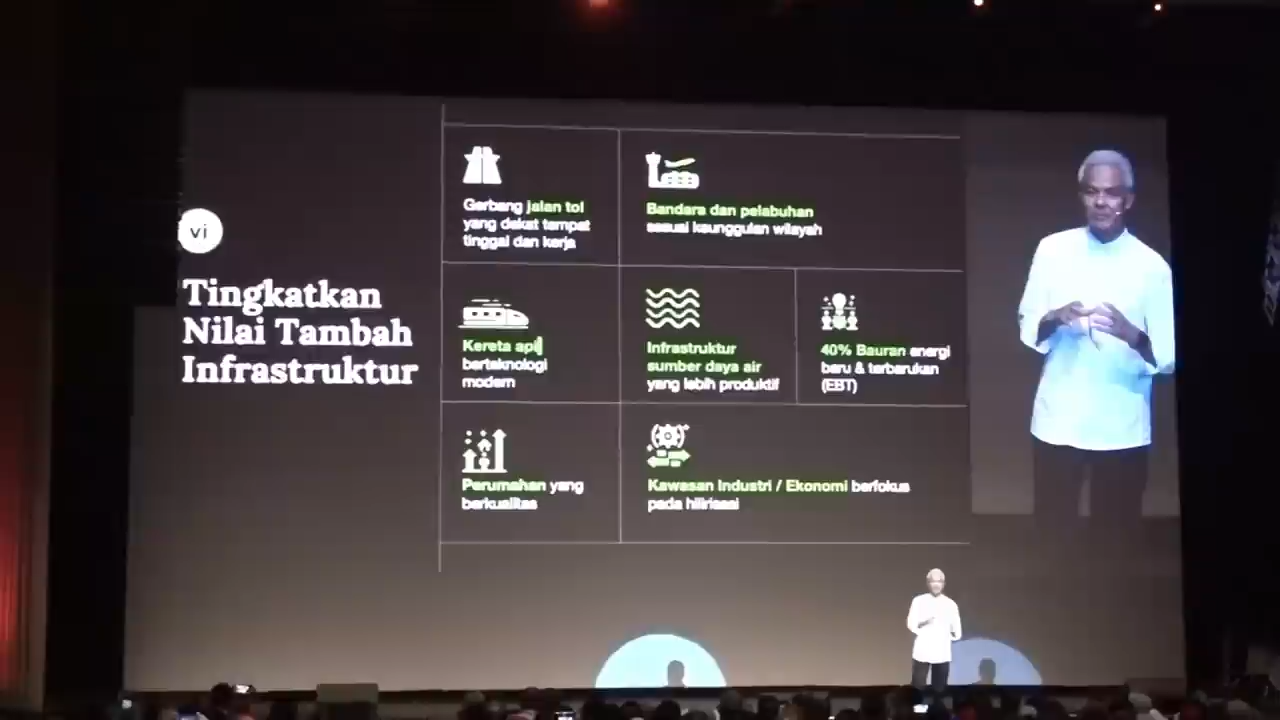 vi
Tingkatkan
Nilai Tambah
Infrastruktur
Gerbang jalan tol
yang dekat tempat
tinggal dan kerja
Bandara dan pelabuhan
sesuai keunggulan wilayah
Kereta api
berteknologi
modern
Infrastruktur
sumber daya air
yang lebih produktif
40% Bauran energi
baru & terbarukan
(EBT)
Perumahan yang
berkualitas
Kawasan Industri / Ekonomi berfokus
pada hilirisasi